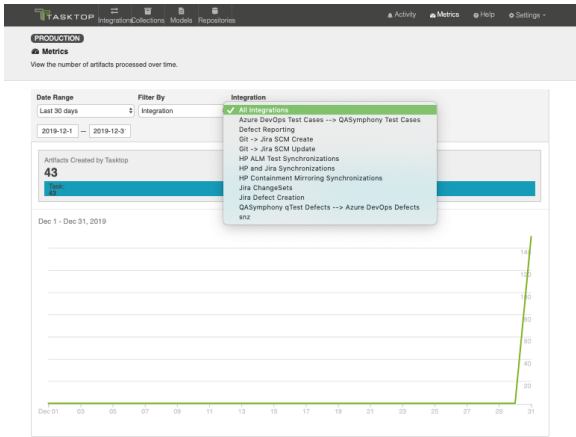 TASKTOP
Integrations
Collections
Models
Repositories
Activity
Metrics
Help
Settings
PRODUCTION
Metrics
View the number of artifacts processed over time.
Date Range
Filter By
Integration
Last 30 days
Integration
2019-12-1
—
2019-12-3
All Integrations
Azure DevOps Test Cases --> QASymphony Test Cases
Defect Reporting
Git -> Jira SCM Create
Git -> Jira SCM Update
HP ALM Test Synchronizations
HP and Jira Synchronizations
HP Containment Mirroring Synchronizations
Jira ChangeSets
Jira Defect Creation
QASymphony qTest Defects --> Azure DevOps Defects
snz
Artifacts Created by Tasktop
43
Task:
43
Dec 1 - Dec 31, 2019
140
120
100
80
60
40
20
Dec 01 03 05 07 09 11 13 15 17 19 21 23 25 27 29 31